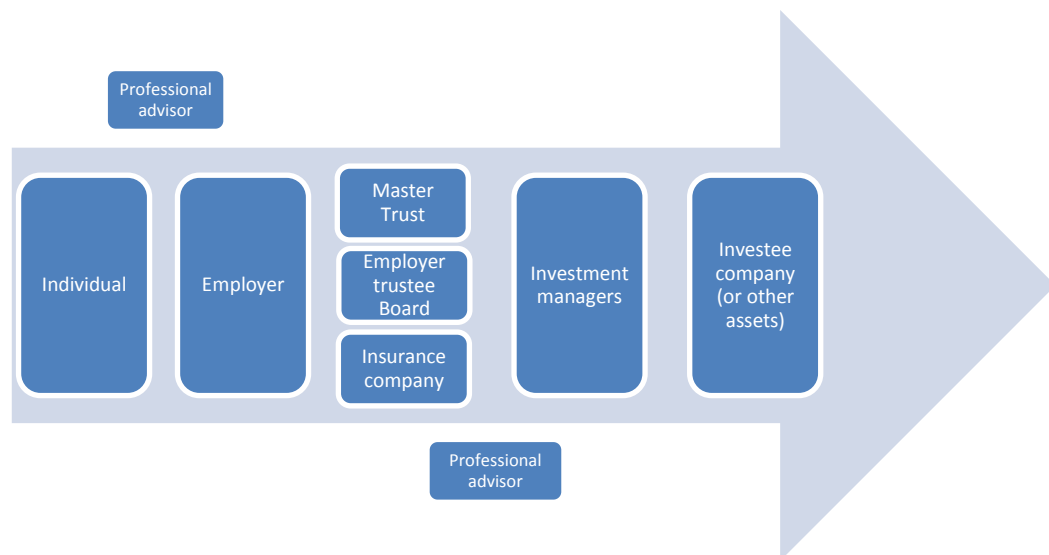 Professional
advisor
Individual
Employer
Master
Trust
Employer
trustee
Board
Insurance
company
Investment
managers
Investee
company
(or other
assets)
Professional
advisor